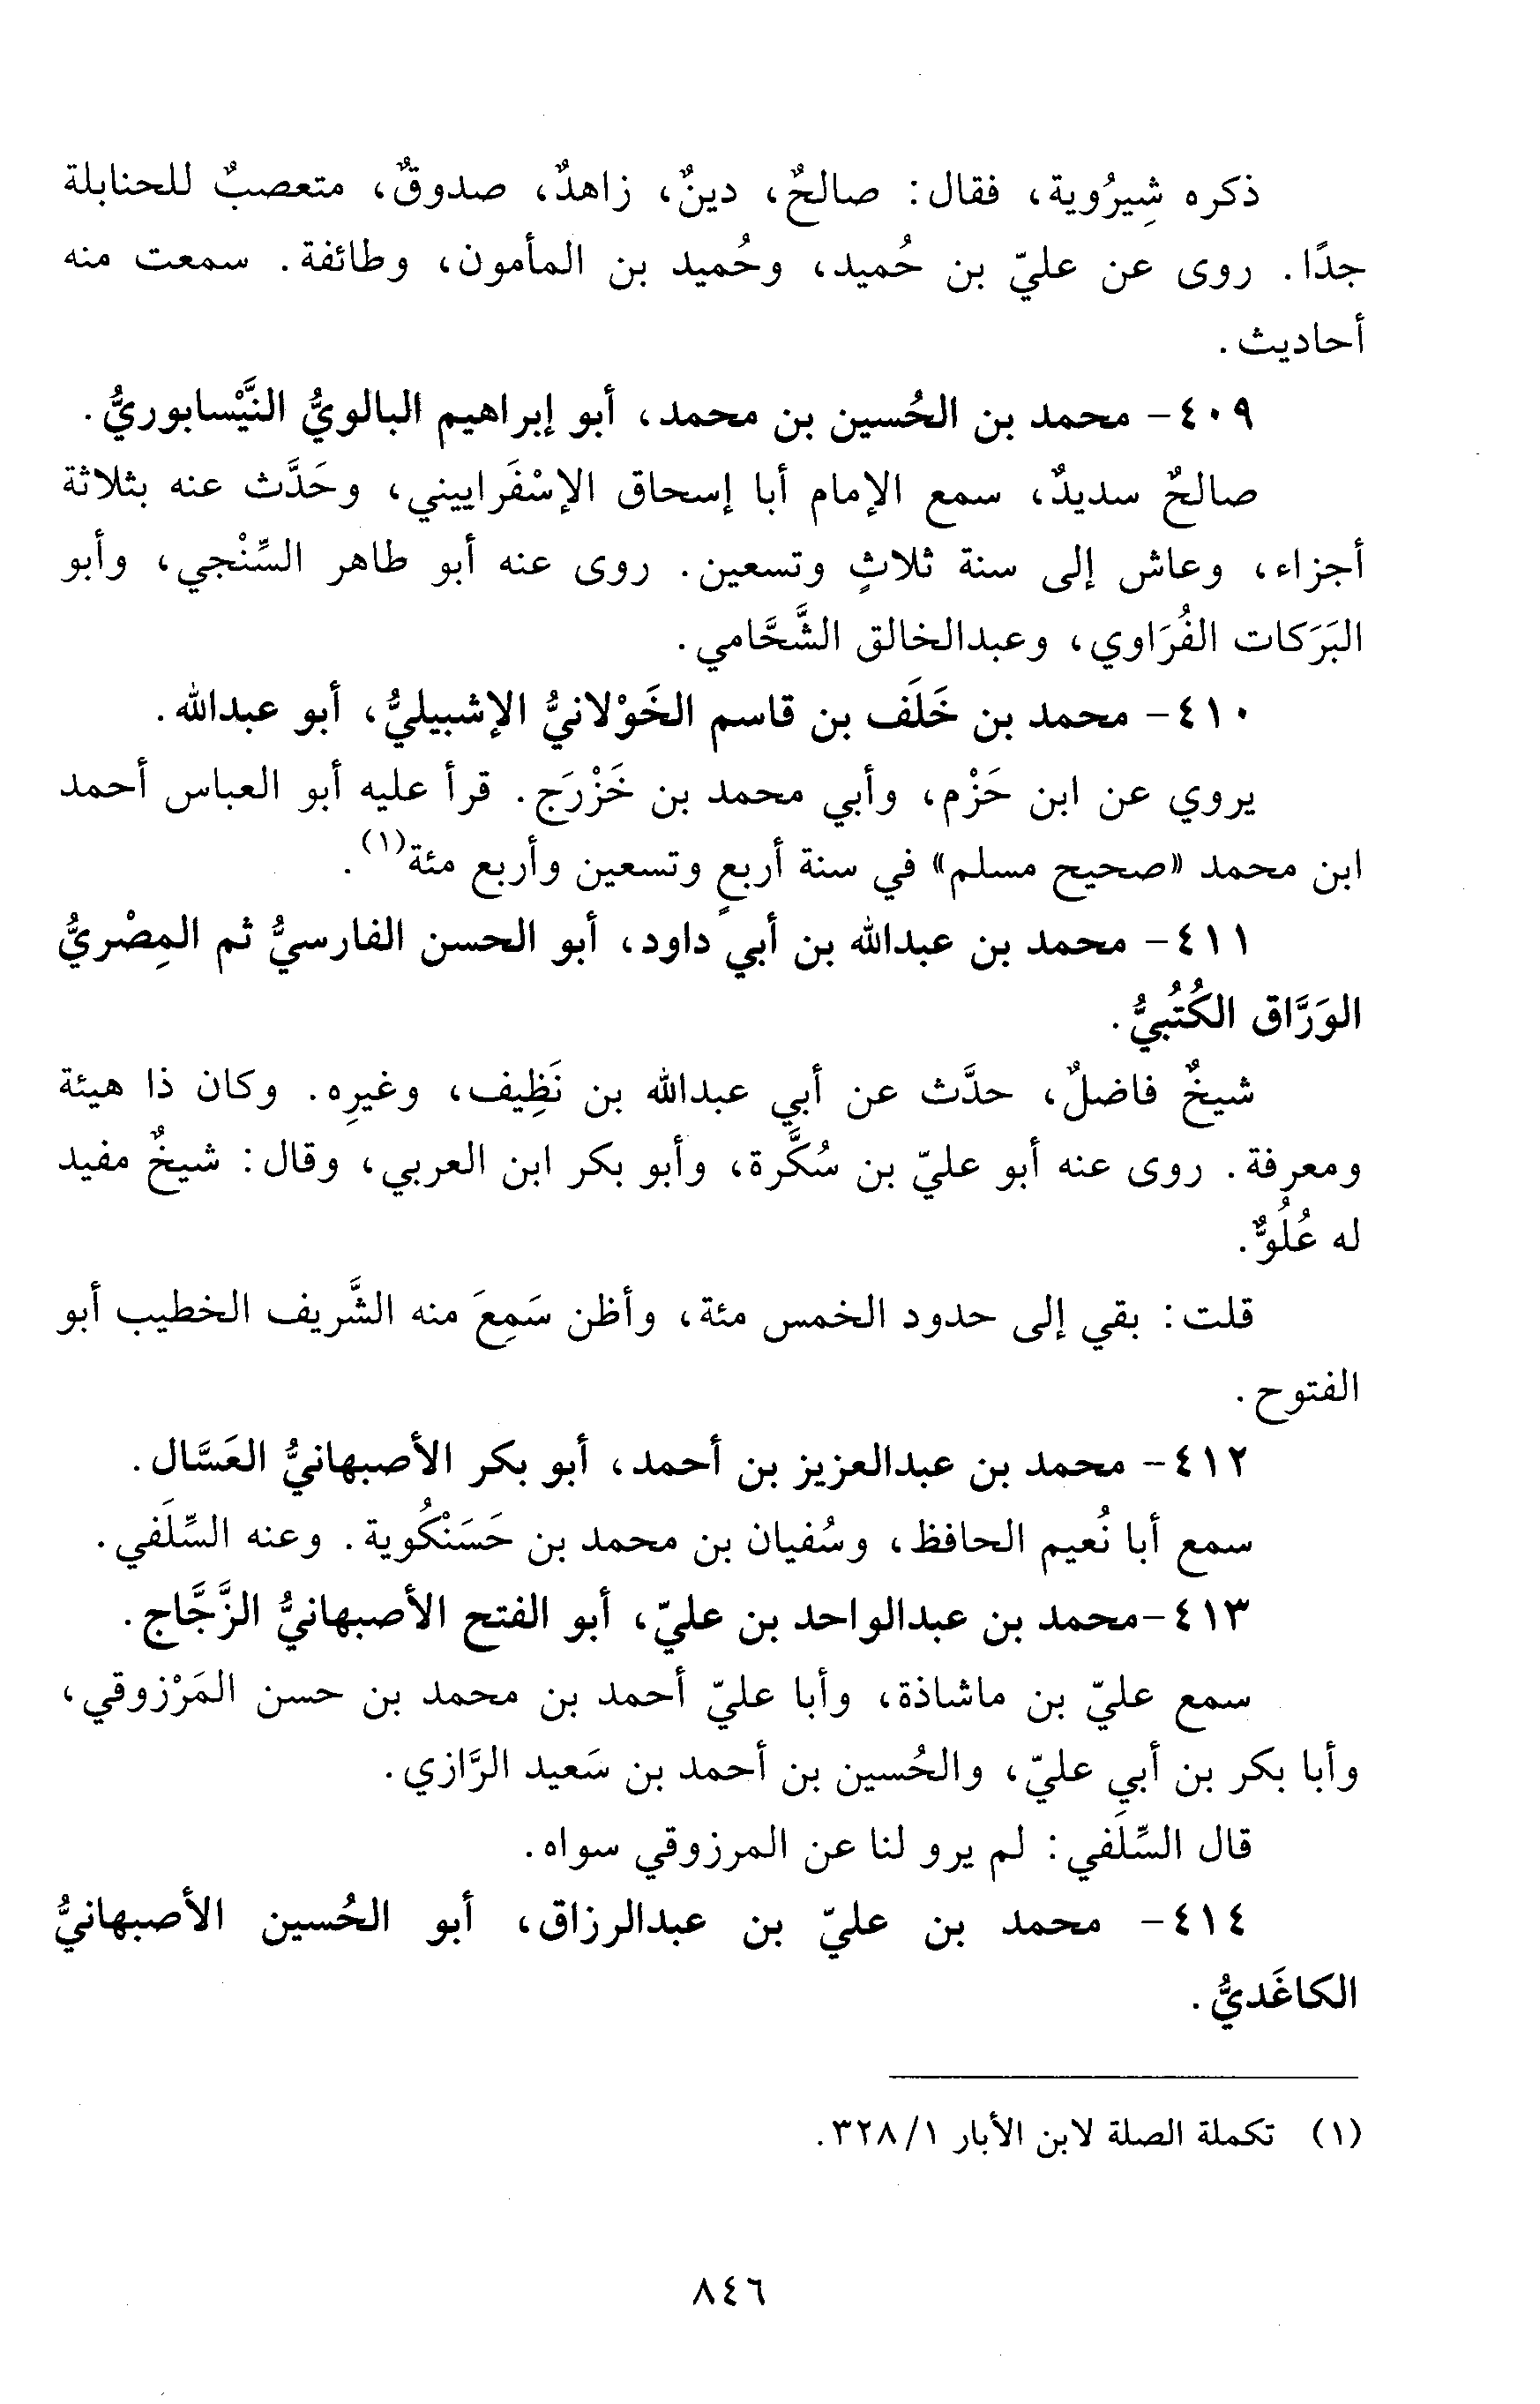 ذكره شِيرُوية، فقال: صالحٌ، دينٌ، زاهدٌ، صدوقٌ، متعصبٌ للحنابلة
جدًا. روى عن عليّ بن حُميد، وحُميد بن المأمون، وطائفة. سمعت منه
أحاديث.
٤٠٩ - محمد بن الحُسين بن محمد، أبو إبراهيم البالويُّ النَّيْسابوريُّ.
صالحٌ سديدٌ، سمع الإمام أبا إسحاق الإسْفَراييني، وحَدَّث عنه بثلاثة
أجزاء، وعاش إلى سنة ثلاثٍ وتسعين. روى عنه أبو طاهر السِّنْجي، وأبو
البَرَكات الفُرَاوي، وعبدالخالق الشَّحَّامي.
٤١٠ - محمد بن خَلَف بن قاسم الخَوْلانيُّ الإشبيليُّ، أبو عبدالله.
يروي عن ابن حَزْم، وأبي محمد بن خَزْرَج. قرأ عليه أبو العباس أحمد
ابن محمد «صحيح مسلم» في سنة أربعٍ وتسعين وأربع مئة(١).
٤١١ - محمد بن عبدالله بن أبي داود، أبو الحسن الفارسيُّ ثم المِصْريُّ
الوَرَّاق الكُتُبيُّ.
شيخٌ فاضلٌ، حدَّث عن أبي عبدالله بن نَظِيف، وغيرِه. وكان ذا هيئة
ومعرفة. روى عنه أبو عليّ بن سُكَّرة، وأبو بكر ابن العربي، وقال: شيخٌ مفيد
له عُلُوٌّ.
قلت: بقي إلى حدود الخمس مئة، وأظن سَمِعَ منه الشَّريف الخطيب أبو
الفتوح.
٤١٢ - محمد بن عبدالعزيز بن أحمد، أبو بكر الأصبهانيُّ العَسَّال.
سمع أبا نُعيم الحافظ، وسُفيان بن محمد بن حَسَنْكُوية. وعنه السِّلَفي.
٤١٣ -محمد بن عبدالواحد بن عليّ، أبو الفتح الأصبهانيُّ الزَّجَّاج.
سمع عليّ بن ماشاذة، وأبا عليّ أحمد بن محمد بن حسن المَرْزوقي،
وأبا بكر بن أبي عليّ، والحُسين بن أحمد بن سَعيد الرَّازي.
قال السِّلَفي: لم يرو لنا عن المرزوقي سواه.
٤١٤ - محمد بن عليّ بن عبدالرزاق، أبو الحُسين الأصبهانيُّ
الكاغَديُّ.
(١) تكملة الصلة لابن الأبار ١/ ٣٢٨.
٨٤٦